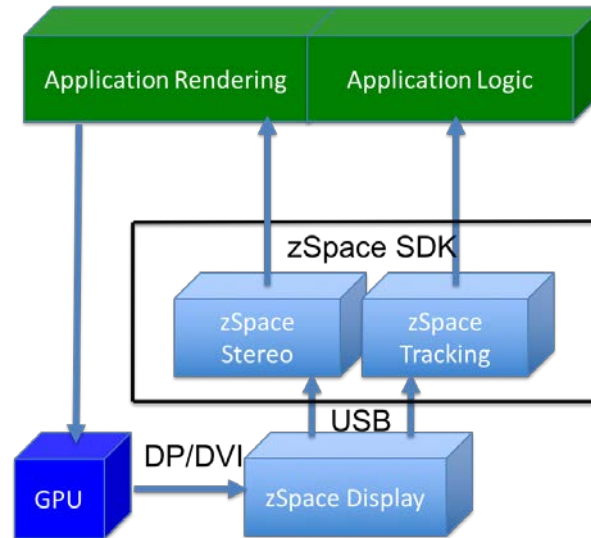 Application Rendering
Application Logic
zSpace SDK
zSpace
Stereo
zSpace
Tracking
USB
DP/DVI
GPU
zSpace Display